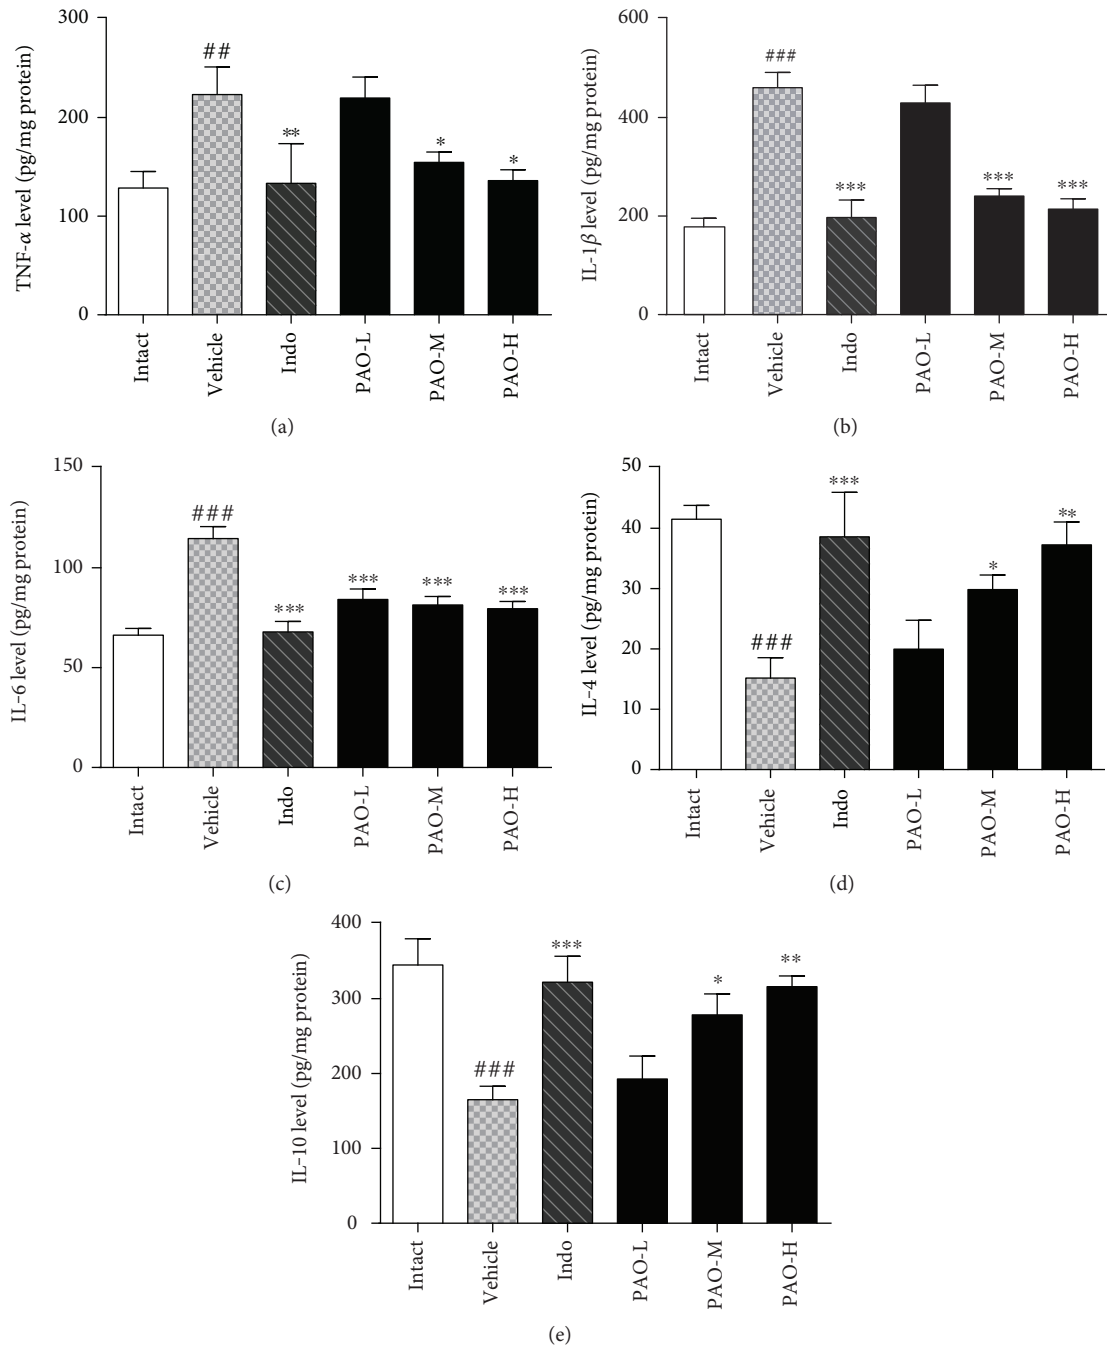 TNF-α level (pg/mg protein)
300
200
100
0
##
**
*
*
Intact
Vehicle
Indo
PAO-L
PAO-M
PAO-H
(a)
IL-1β level (pg/mg protein)
600
400
200
0
###
***
***
***
Intact
Vehicle
Indo
PAO-L
PAO-M
PAO-H
(b)
IL-6 level (pg/mg protein)
150
100
50
0
###
***
***
***
***
Intact
Vehicle
Indo
PAO-L
PAO-M
PAO-H
(c)
IL-4 level (pg/mg protein)
50
40
30
20
10
0
###
***
*
**
Intact
Vehicle
Indo
PAO-L
PAO-M
PAO-H
(d)
IL-10 level (pg/mg protein)
400
300
200
100
0
###
***
*
**
Intact
Vehicle
Indo
PAO-L
PAO-M
PAO-H
(e)